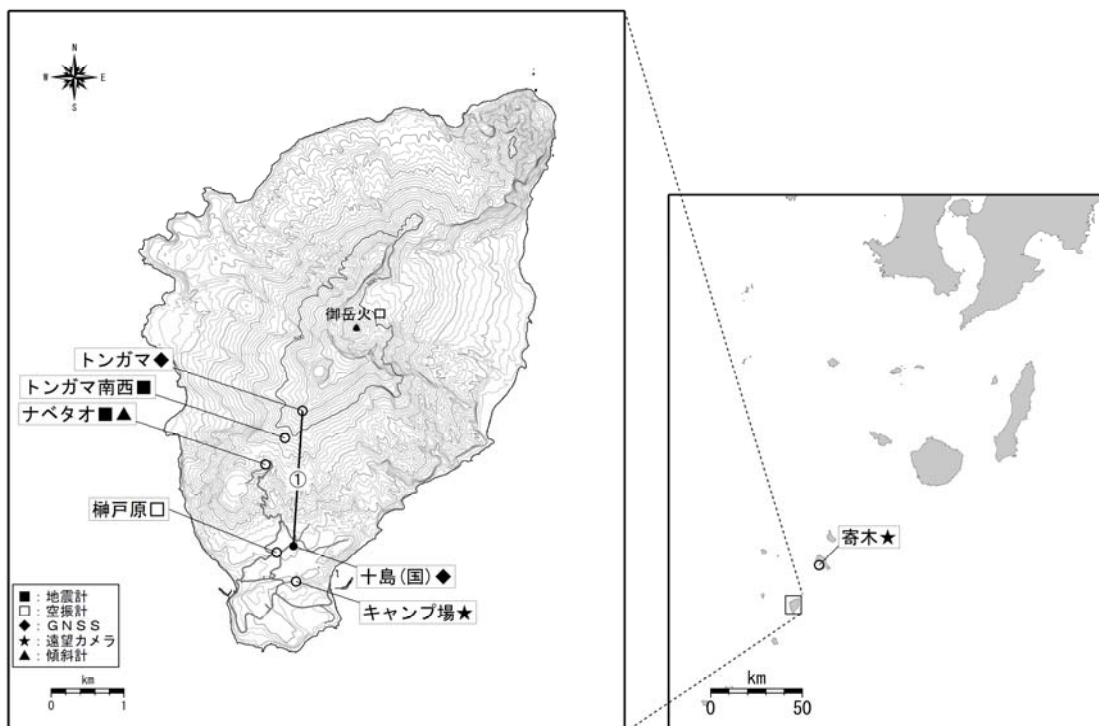 N
W E
S
御岳火口
トンガマ◆
トンガマ南西■
ナベタオ■▲
①
榊戸原□
十島(国)◆
キャンプ場★
■：地震計
□：空振計
◆：GNSS
★：遠望カメラ
▲：傾斜計
km
0 1
寄木★
km
0 50